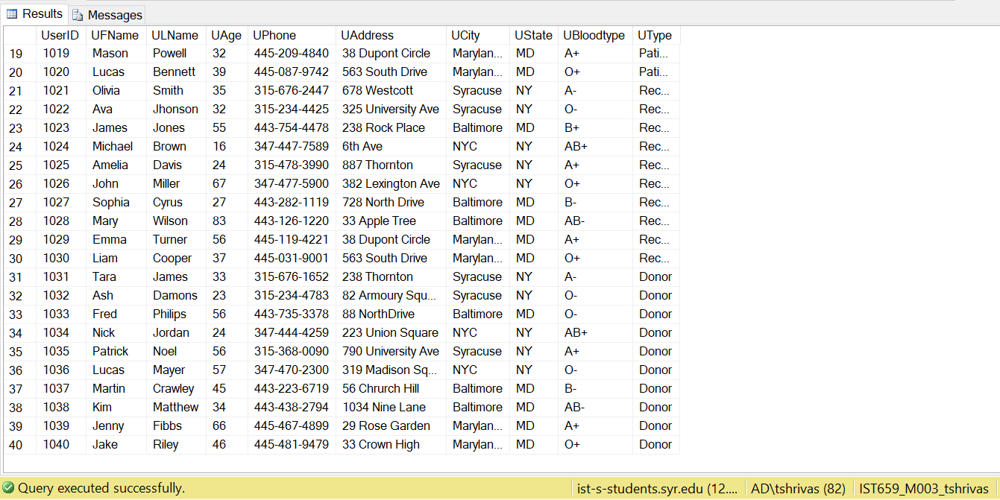 Results Messages
UserID UFName ULName UAge UPhone UAddress UCity UState UBloodtype UType
19 1019 Mason Powell 32 445-209-4840 38 Dupont Circle Marylan... MD A+ Pati...
20 1020 Lucas Bennett 39 445-087-9742 563 South Drive Marylan... MD O+ Pati...
21 1021 Olivia Smith 35 315-676-2447 678 Westcott Syracuse NY A- Rec...
22 1022 Ava Jhonson 32 315-234-4425 325 University Ave Syracuse NY O- Rec...
23 1023 James Jones 55 443-754-4478 238 Rock Place Baltimore MD B+ Rec...
24 1024 Michael Brown 16 347-447-7589 6th Ave NYC NY AB+ Rec...
25 1025 Amelia Davis 24 315-478-3990 887 Thornton Syracuse NY A+ Rec...
26 1026 John Miller 67 347-477-5900 382 Lexington Ave NYC NY O+ Rec...
27 1027 Sophia Cyrus 27 443-282-1119 728 North Drive Baltimore MD B- Rec...
28 1028 Mary Wilson 83 443-126-1220 33 Apple Tree Baltimore MD AB- Rec...
29 1029 Emma Turner 56 445-119-4221 38 Dupont Circle Marylan... MD A+ Rec...
30 1030 Liam Cooper 37 445-031-9001 563 South Drive Marylan... MD O+ Rec...
31 1031 Tara James 33 315-676-1652 238 Thornton Syracuse NY A- Donor
32 1032 Ash Damons 23 315-234-4783 82 Armoury Squ... Syracuse NY O- Donor
33 1033 Fred Philips 56 443-735-3378 88 NorthDrive Baltimore MD O- Donor
34 1034 Nick Jordan 24 347-444-4259 223 Union Square NYC NY AB+ Donor
35 1035 Patrick Noel 56 315-368-0090 790 University Ave Syracuse NY A+ Donor
36 1036 Lucas Mayer 57 347-470-2300 319 Madison Sq... NYC NY O- Donor
37 1037 Martin Crawley 45 443-223-6719 56 Chrurch Hill Baltimore MD B- Donor
38 1038 Kim Matthew 34 443-438-2794 1034 Nine Lane Baltimore MD AB- Donor
39 1039 Jenny Fibbs 66 445-467-4899 29 Rose Garden Marylan... MD A+ Donor
40 1040 Jake Riley 46 445-481-9479 33 Crown High Marylan... MD O+ Donor
Query executed successfully. ist-s-students.syr.edu (12.... AD\tshrivas (82) IST659_M003_tshrivas